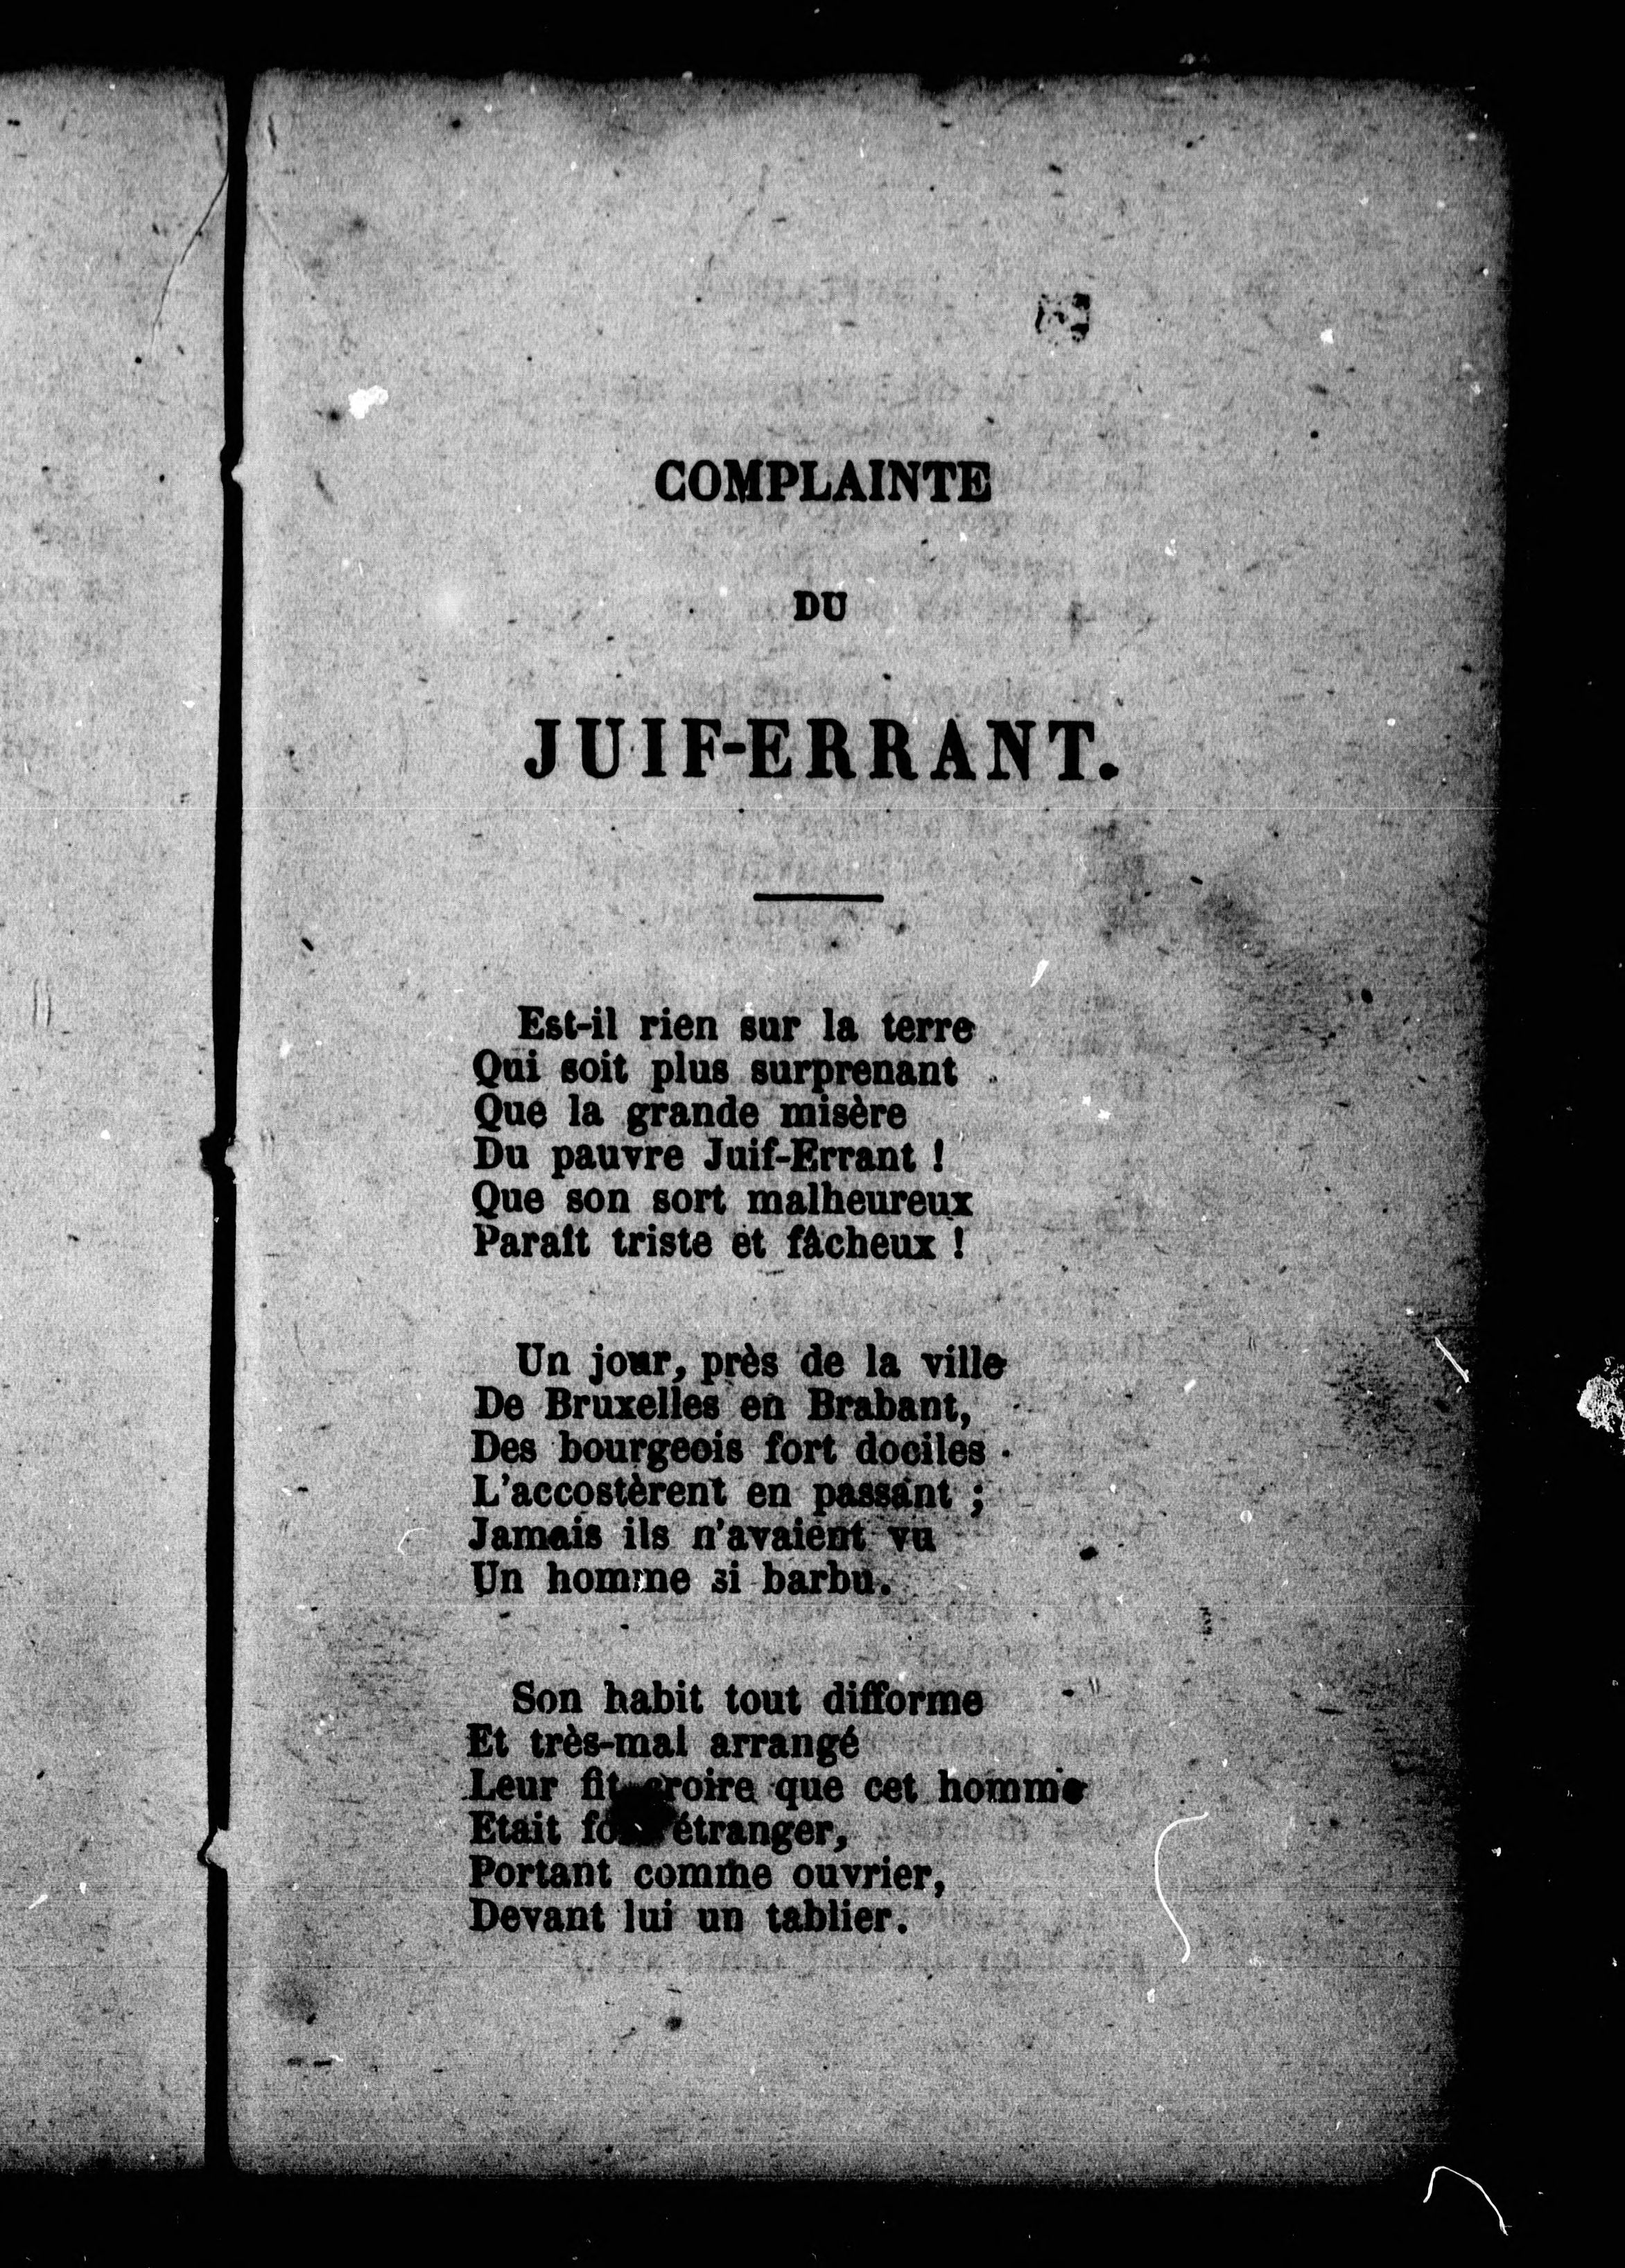 COMPLAINTE
DU
JUIF-ERRANT.
Est-il rien sur la terre
Qui soit plus surprenant
Que la grande misère
Du pauvre Juif-Errant !
Que son sort malheureux
Paraît triste et fâcheux !
Un jour, près de la ville
De Bruxelles en Brabant,
Des bourgeois fort dociles
L'accostèrent en passant ;
Jamais ils n'avaient vu
Un homme si barbu.
Son habit tout difforme
Et très-mal arrangé
Leur fit croire que cet homme
Etait étranger,
Portant comme ouvrier,
Devant lui un tablier.